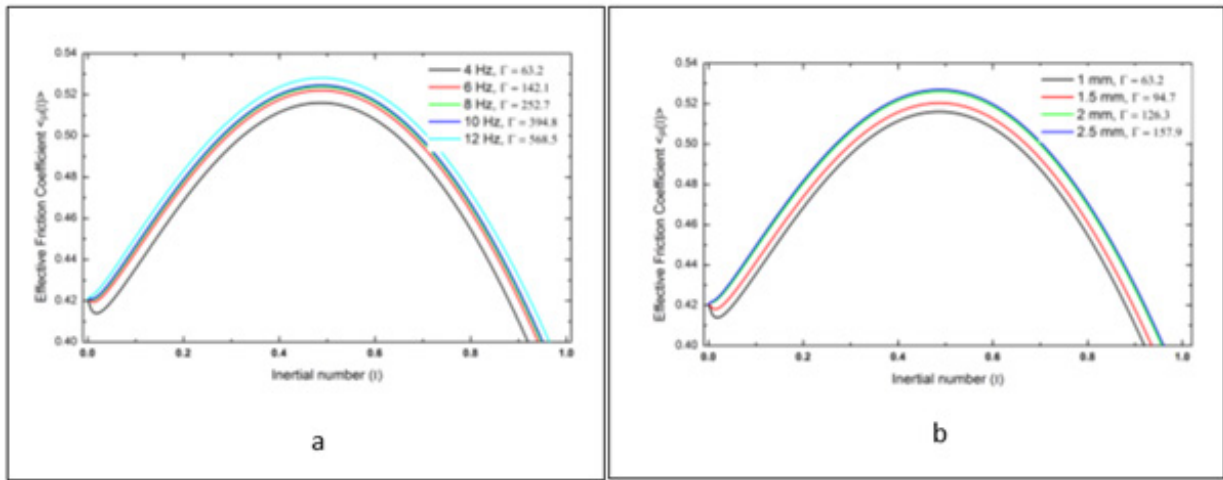 0.54
0.52
0.50
0.48
0.46
0.44
0.42
0.40
Effective Friction Coefficient <μ(I)>
4 Hz, Γ = 63.2
6 Hz, Γ = 142.1
8 Hz, Γ = 252.7
10 Hz, Γ = 394.8
12 Hz, Γ = 568.5
0.0 0.2 0.4 0.6 0.8 1.0
Inertial number (I)
a
0.54
0.52
0.50
0.48
0.46
0.44
0.42
0.40
Effective Friction Coefficient <μ(I)>
1 mm, Γ = 63.2
1.5 mm, Γ = 94.7
2 mm, Γ = 126.3
2.5 mm, Γ = 157.9
0.0 0.2 0.4 0.6 0.8 1.0
Inertial number (I)
b